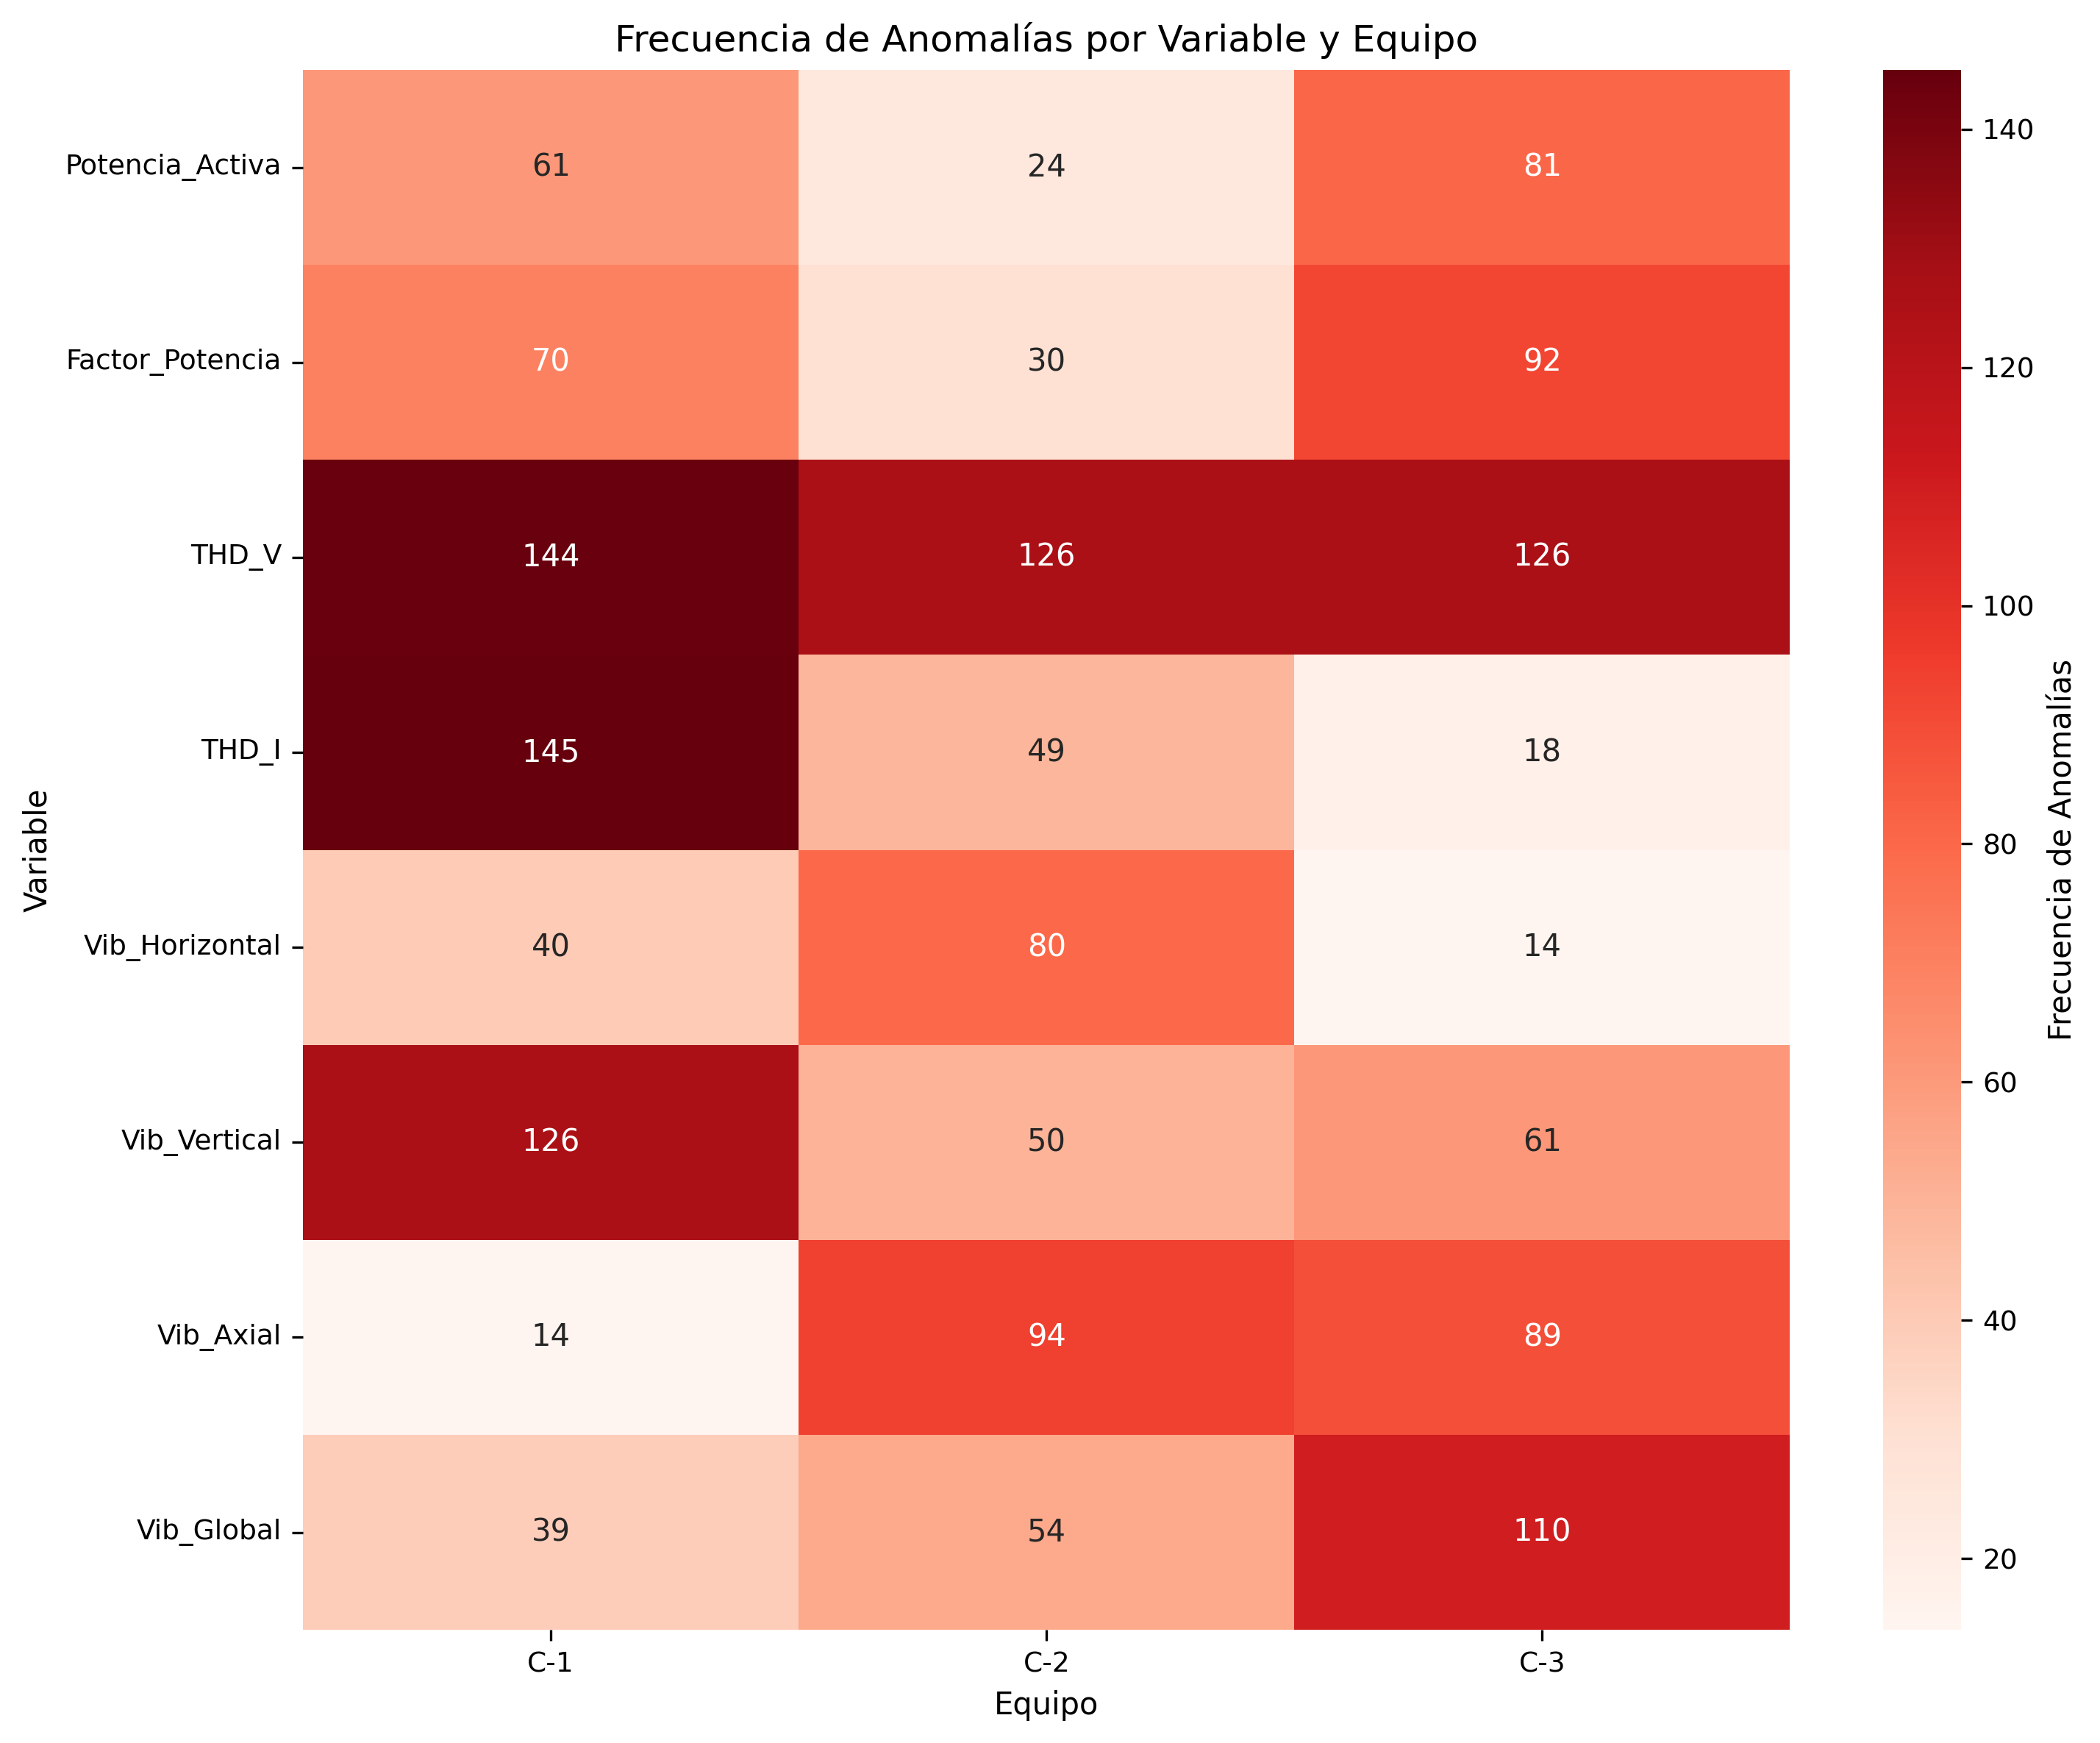 Frecuencia de Anomalías por Variable y Equipo
Potencia_Activa 61 24 81
Factor_Potencia 70 30 92
THD_V 144 126 126
THD_I 145 49 18
Vib_Horizontal 40 80 14
Vib_Vertical 126 50 61
Vib_Axial 14 94 89
Vib_Global 39 54 110
C-1 C-2 C-3
Equipo
Variable
140
120
100
80
60
40
20
Frecuencia de Anomalías